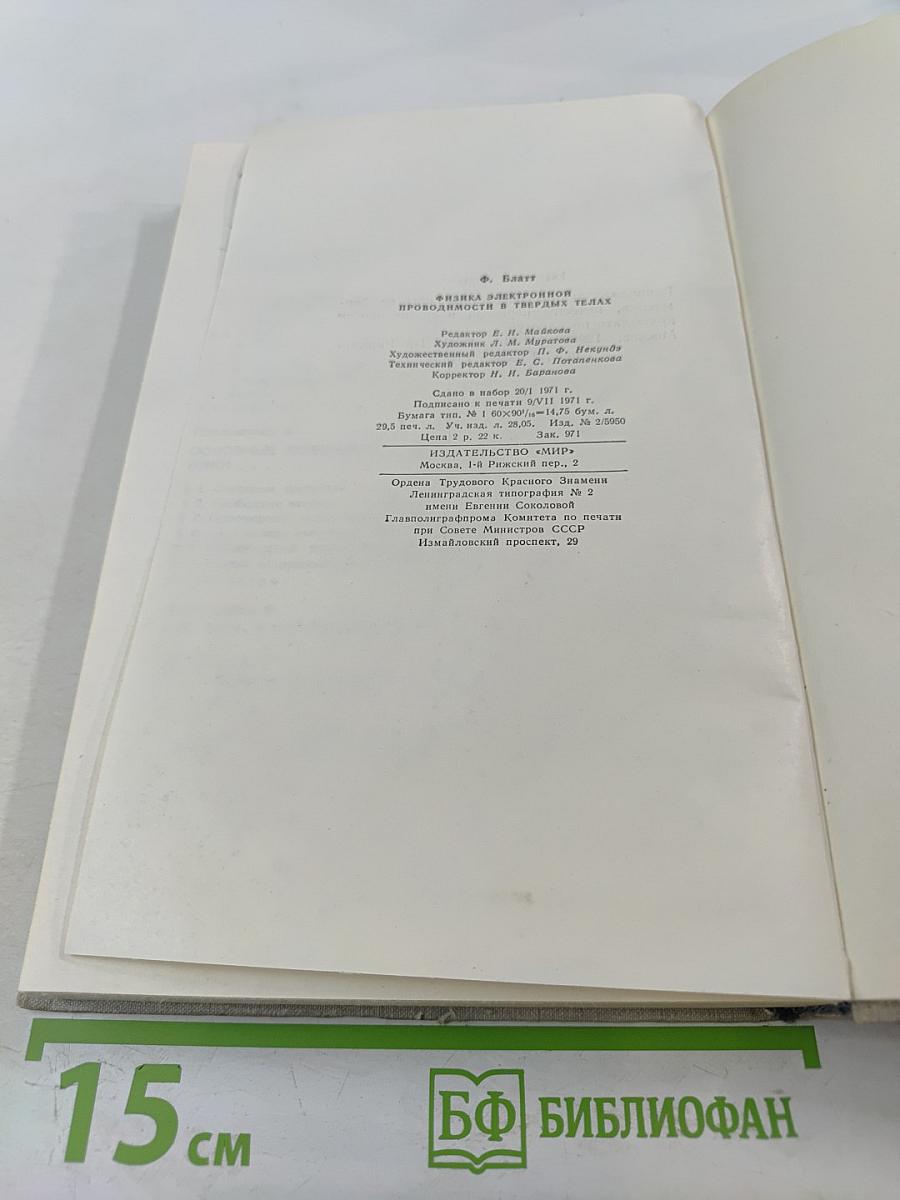 Ф. Блатт
ФИЗИКА ЭЛЕКТРОННОЙ
ПРОВОДИМОСТИ В ТВЕРДЫХ ТЕЛАХ
Редактор Е. И. Майкова
Художник Л. М. Муратова
Художественный редактор П. Ф. Некундэ
Технический редактор Е. С. Потапенкова
Корректор Н. И. Баранова
Сдано в набор 20/I 1971 г.
Подписано к печати 9/VII 1971 г.
Бумага тип. № 1 60×90¹/₁₆=14,75 бум. л.
29,5 печ. л. Уч. изд. л. 28,05. Изд. № 2/5950
Цена 2 р. 22 к. Зак. 971
ИЗДАТЕЛЬСТВО «МИР»
Москва, 1-й Рижский пер., 2
Ордена Трудового Красного Знамени
Ленинградская типография № 2
имени Евгении Соколовой
Главполиграфпрома Комитета по печати
при Совете Министров СССР
Измайловский проспект, 29
15 см
БФ БИБЛИОФАН